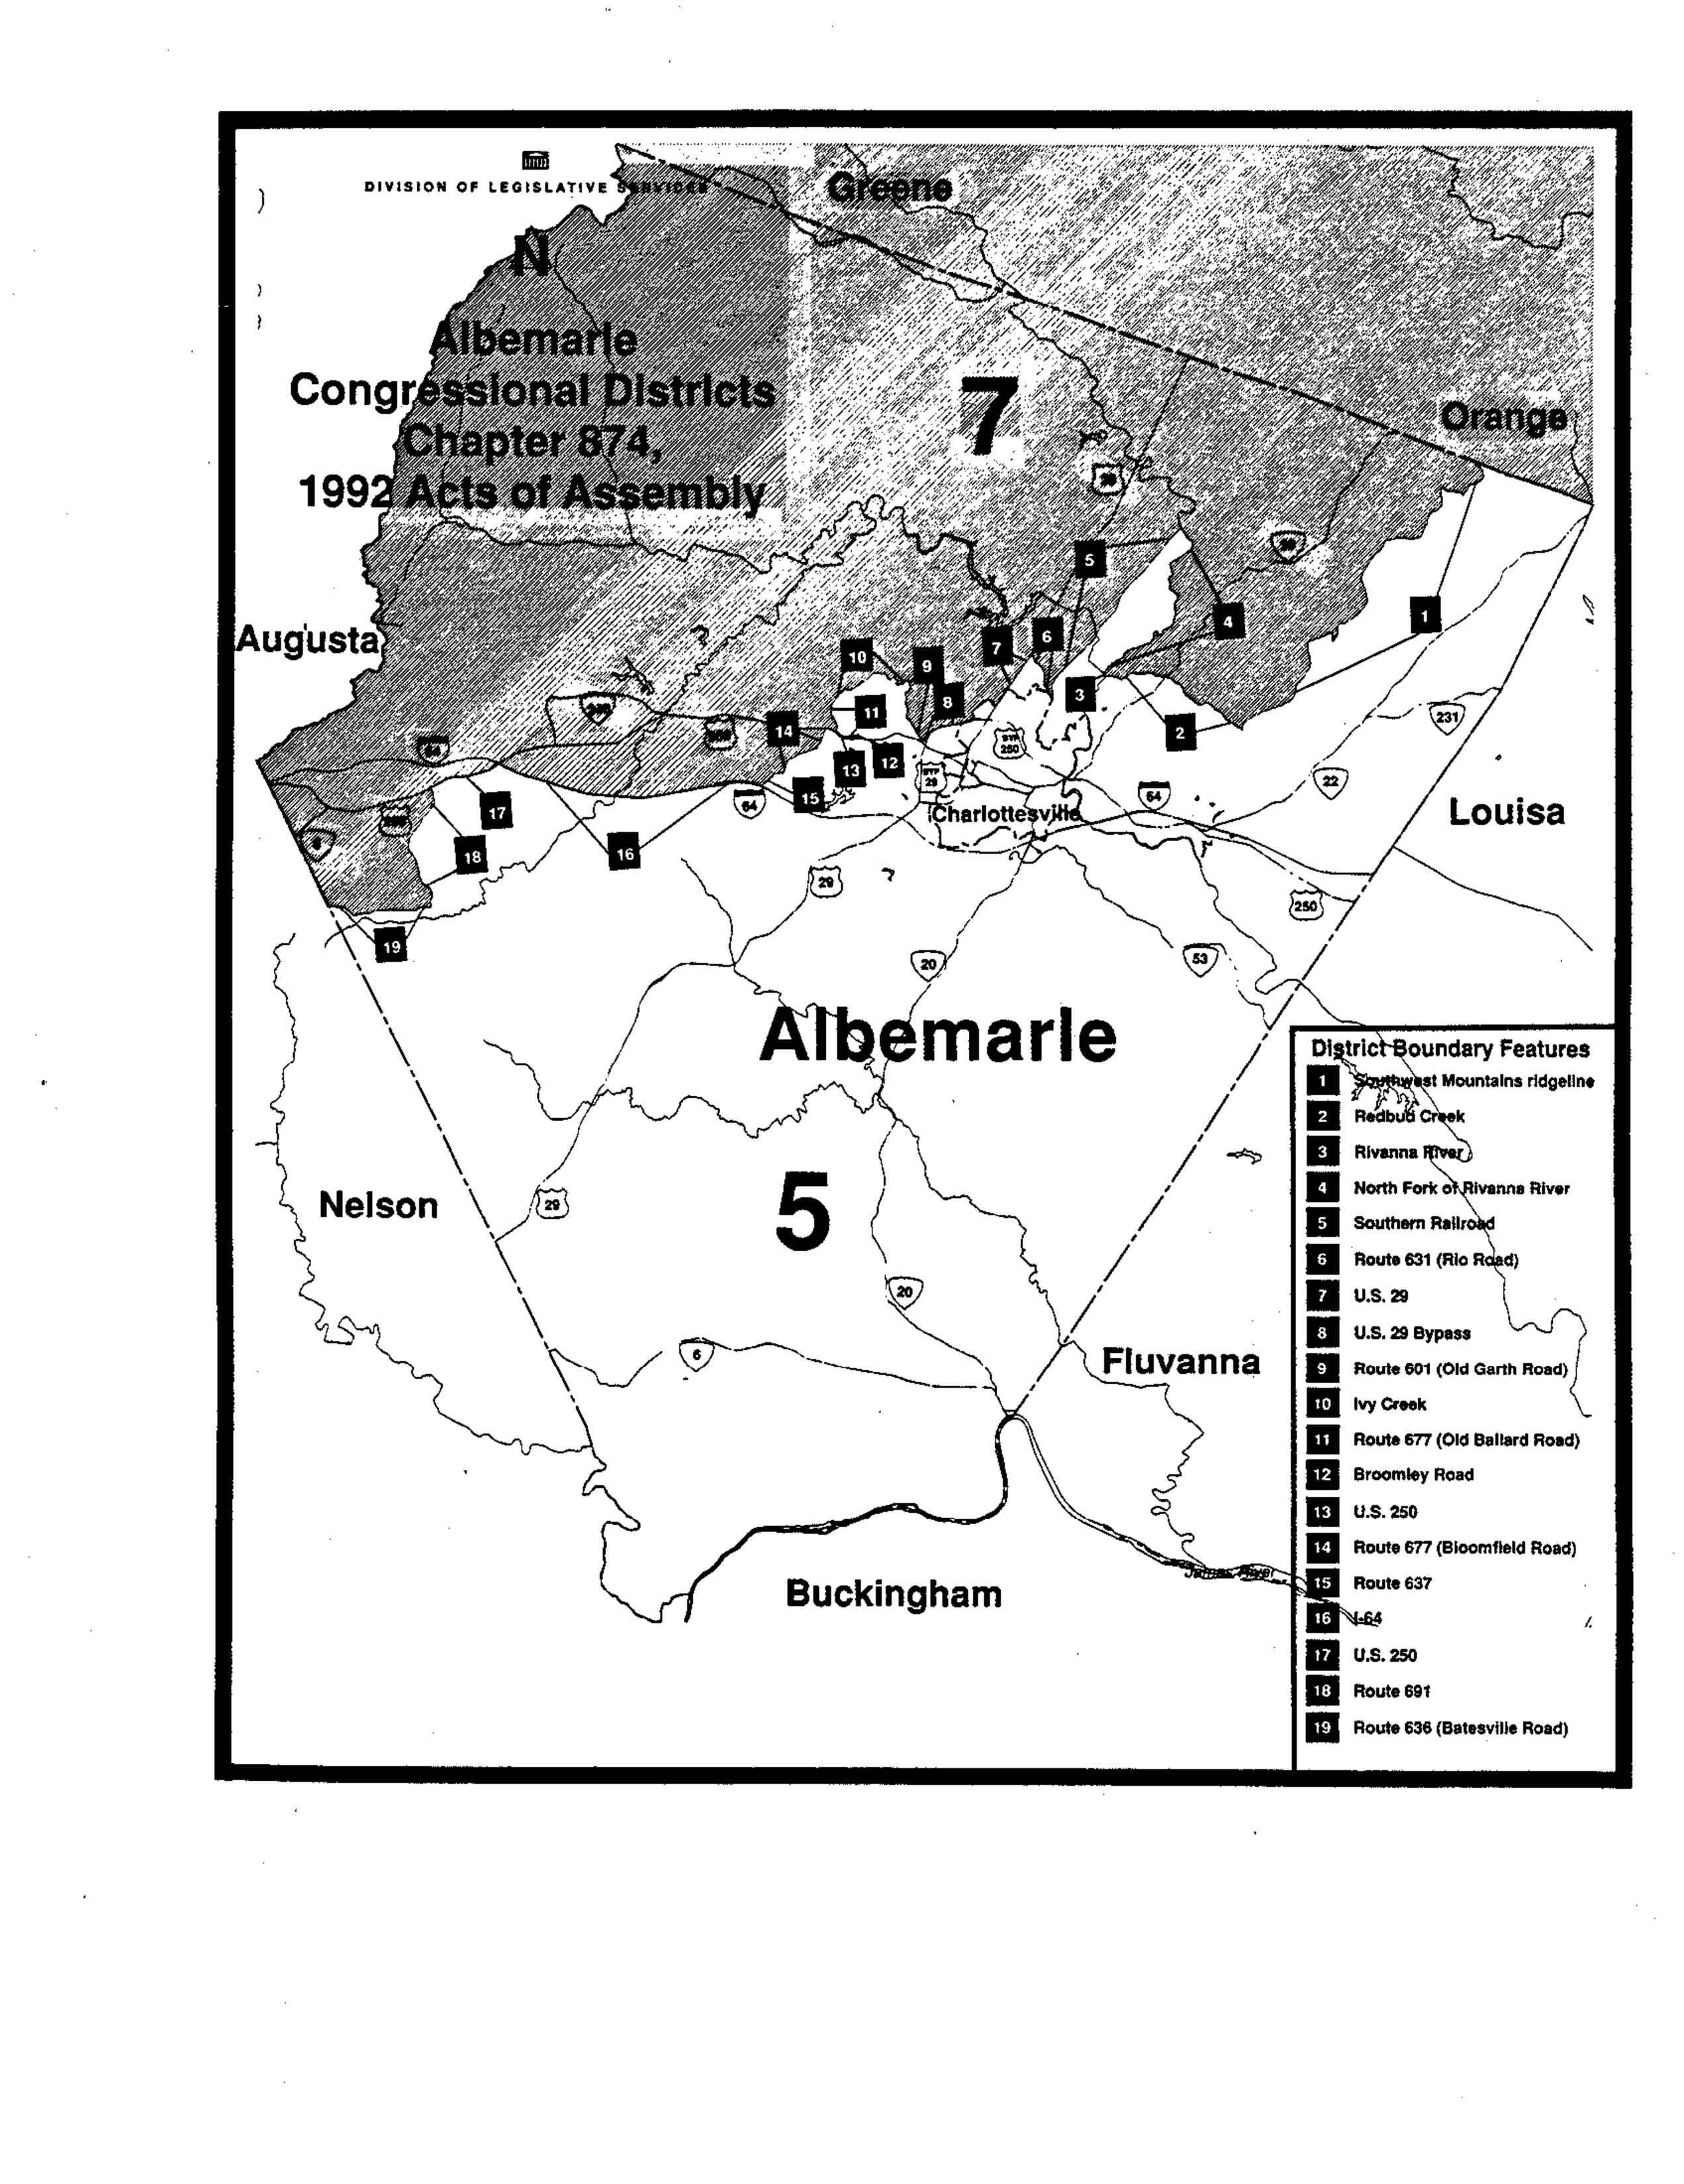 DIVISION OF LEGISLATIVE SERVICES
Greene
N
Albemarle
Congressional Districts
Chapter 874,
1992 Acts of Assembly
7
Orange
5
4
1
Augusta
6
7
10
9
3
8
11
2
231
14
BYP
250
13
12
64
22
BYP
29
15
64
64
Charlottesville
Louisa
17
18
16
29
250
19
20
53
Albemarle
District Boundary Features
1 Southwest Mountains ridgeline
2 Redbud Creek
3 Rivanna River
4 North Fork of Rivanna River
5 Southern Railroad
6 Route 631 (Rio Road)
7 U.S. 29
8 U.S. 29 Bypass
9 Route 601 (Old Garth Road)
10 Ivy Creek
11 Route 677 (Old Ballard Road)
12 Broomley Road
13 U.S. 250
14 Route 677 (Bloomfield Road)
15 Route 637
16 I-64
17 U.S. 250
18 Route 691
19 Route 636 (Batesville Road)
Nelson
29
5
20
6
Fluvanna
James River
Buckingham